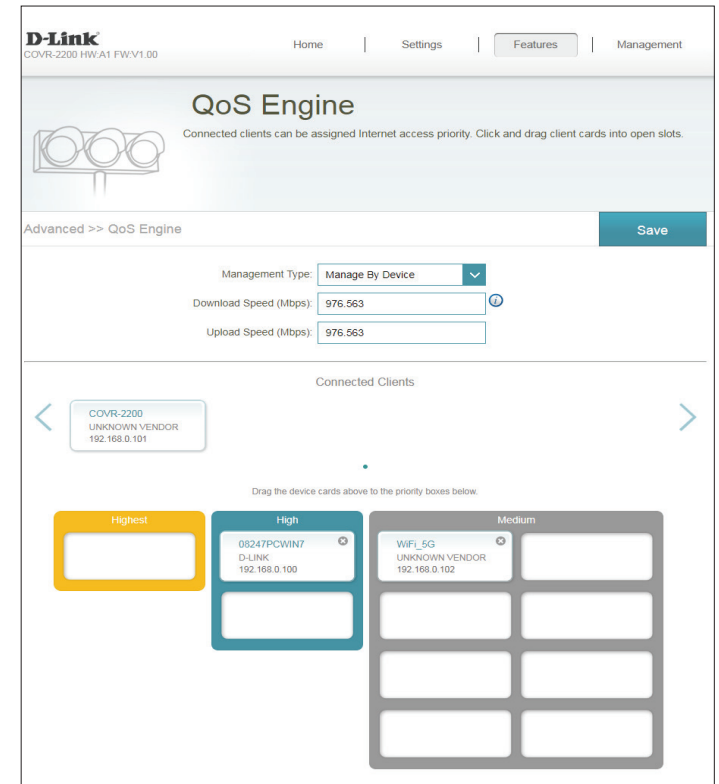 D-Link
COVR-2200 HW:A1 FW:V1.00
Home | Settings | Features | Management
QoS Engine
Connected clients can be assigned Internet access priority. Click and drag client cards into open slots.
Advanced >> QoS Engine
Save
Management Type: Manage By Device
Download Speed (Mbps): 976.563
Upload Speed (Mbps): 976.563
Connected Clients
COVR-2200
UNKNOWN VENDOR
192.168.0.101
Drag the device cards above to the priority boxes below.
Highest
High
08247PCWIN7
D-LINK
192.168.0.100
Medium
WiFi_5G
UNKNOWN VENDOR
192.168.0.102